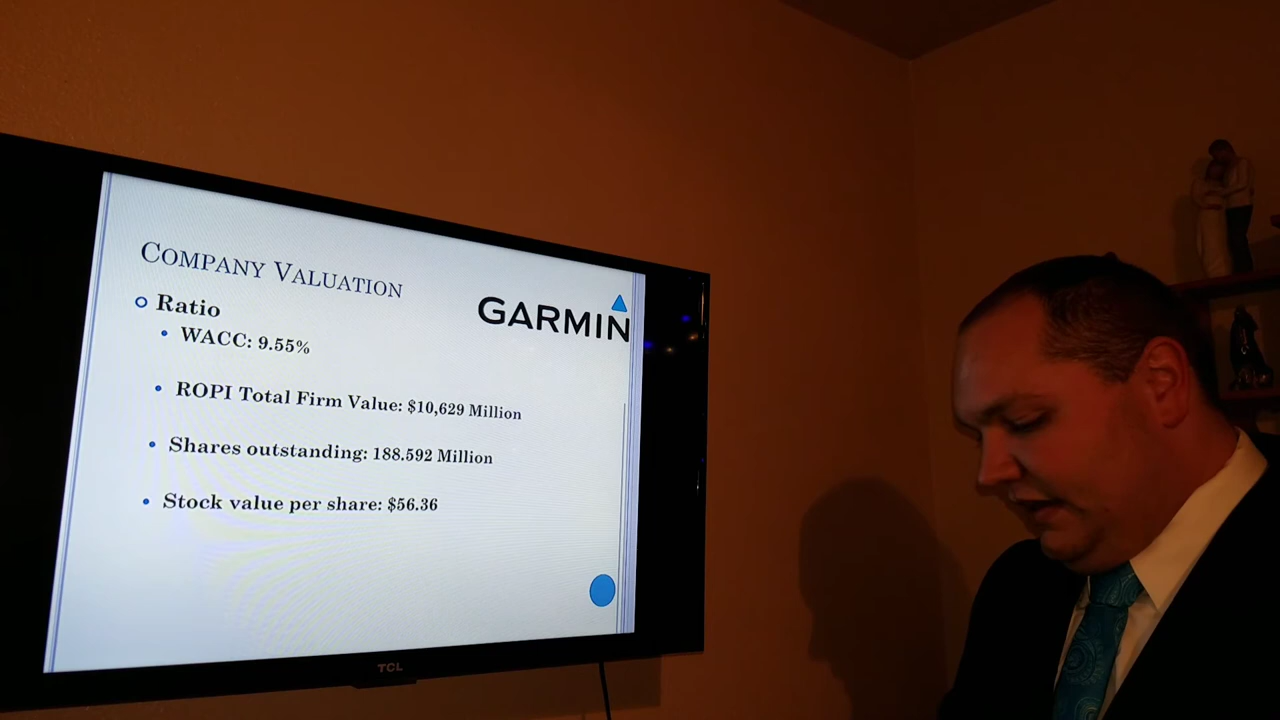 COMPANY VALUATION
GARMIN
Ratio
WACC: 9.55%
ROPI Total Firm Value: $10,629 Million
Shares outstanding: 188.592 Million
Stock value per share: $56.36
TCL